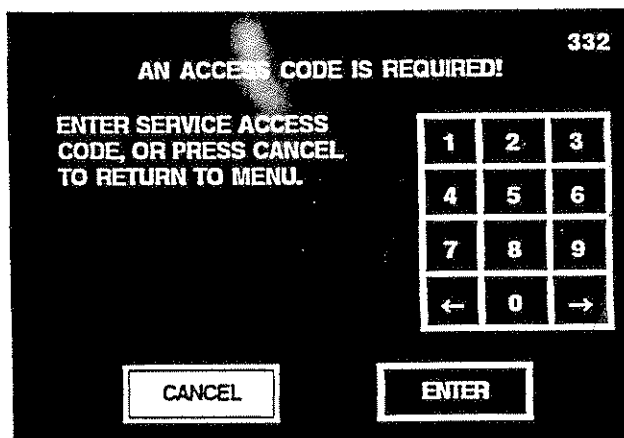 332
AN ACCESS CODE IS REQUIRED!
ENTER SERVICE ACCESS
CODE, OR PRESS CANCEL
TO RETURN TO MENU.
1 2 3
4 5 6
7 8 9
← 0 →
CANCEL ENTER